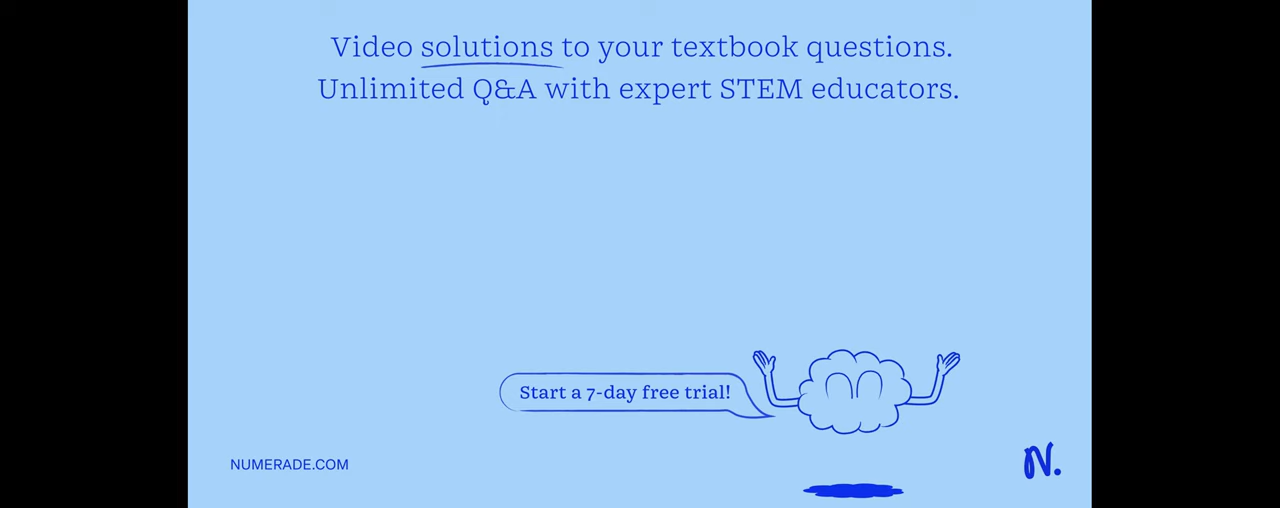 Video solutions to your textbook questions.
Unlimited Q&A with expert STEM educators.
Start a 7-day free trial!
NUMERADE.COM
N.